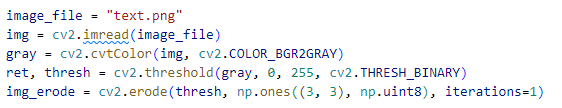 image_file = "text.png"
img = cv2.imread(image_file)
gray = cv2.cvtColor(img, cv2.COLOR_BGR2GRAY)
ret, thresh = cv2.threshold(gray, 0, 255, cv2.THRESH_BINARY)
img_erode = cv2.erode(thresh, np.ones((3, 3), np.uint8), iterations=1)